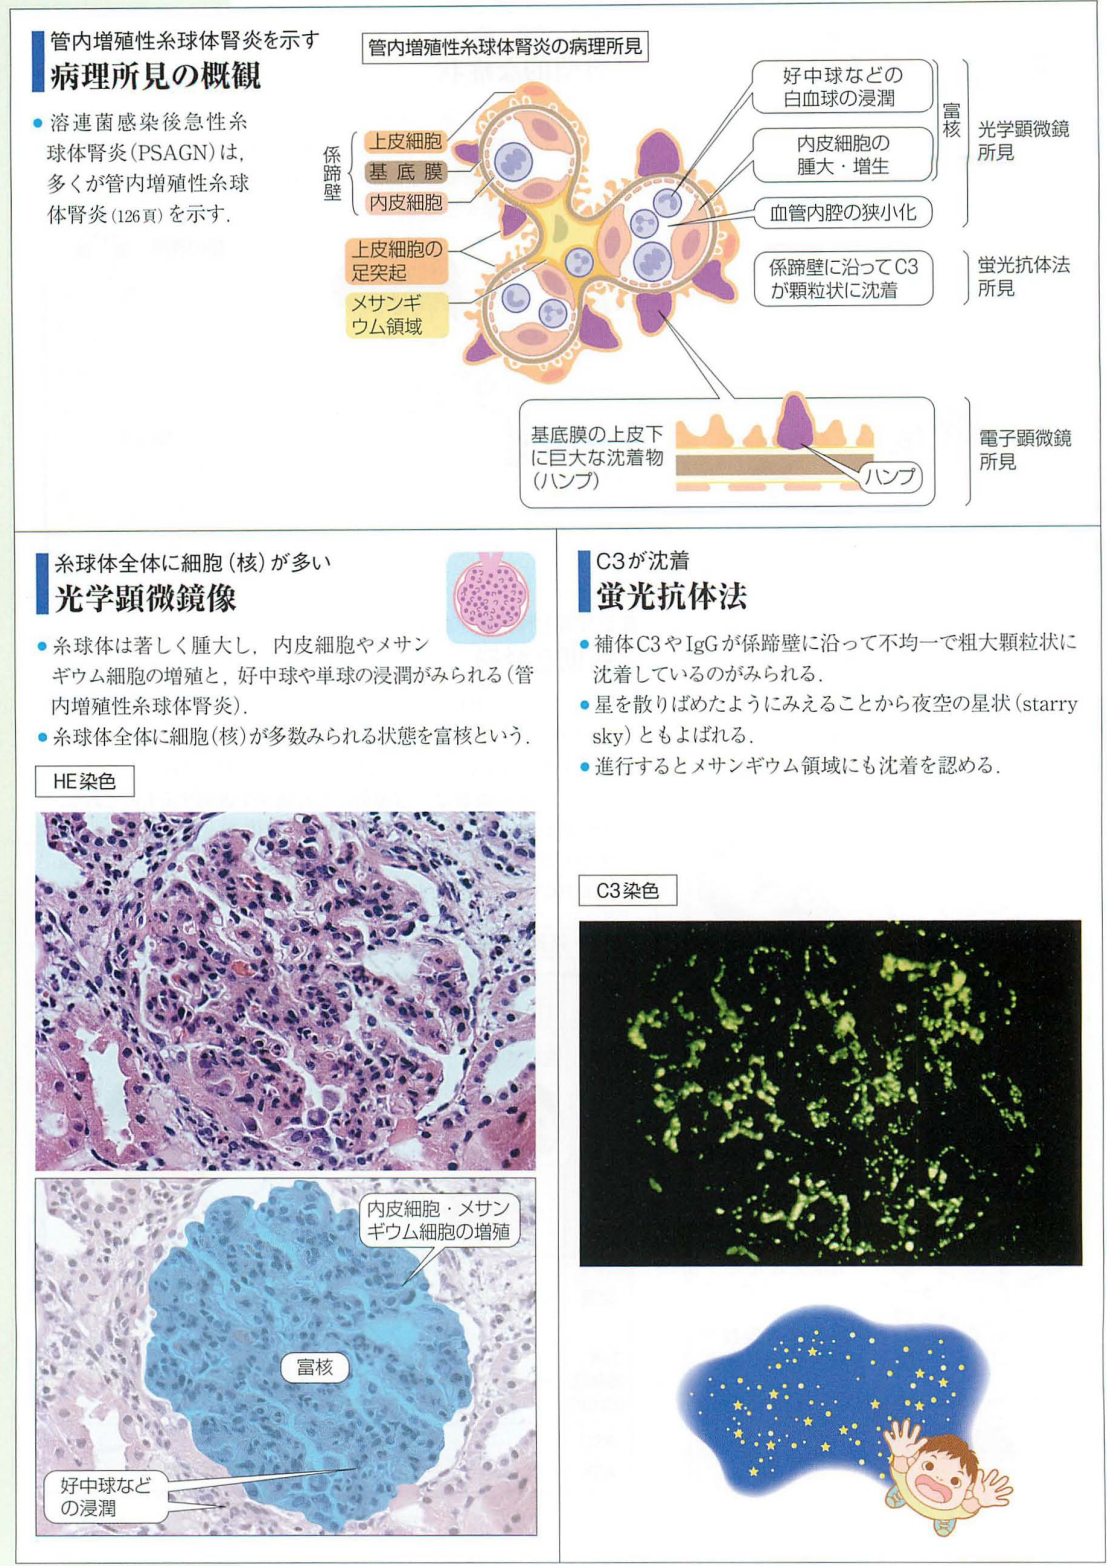 管内増殖性糸球体腎炎を示す
病理所見の概観
● 溶連菌感染後急性糸
球体腎炎(PSAGN)は,
多くが管内増殖性糸球
体腎炎(126頁)を示す.
管内増殖性糸球体腎炎の病理所見
係蹄壁
上皮細胞
基底膜
内皮細胞
上皮細胞の
足突起
メサンギ
ウム領域
好中球などの
白血球の浸潤
内皮細胞の
腫大・増生
富核
血管内腔の狭小化
光学顕微鏡
所見
係蹄壁に沿ってC3
が顆粒状に沈着
蛍光抗体法
所見
基底膜の上皮下
に巨大な沈着物
(ハンプ)
ハンプ
電子顕微鏡
所見
糸球体全体に細胞(核)が多い
光学顕微鏡像
● 糸球体は著しく腫大し,内皮細胞やメサン
ギウム細胞の増殖と,好中球や単球の浸潤がみられる(管
内増殖性糸球体腎炎).
● 糸球体全体に細胞(核)が多数みられる状態を富核という.
HE染色
内皮細胞・メサン
ギウム細胞の増殖
富核
好中球など
の浸潤
C3が沈着
蛍光抗体法
● 補体C3やIgGが係蹄壁に沿って不均一で粗大顆粒状に
沈着しているのがみられる.
● 星を散りばめたようにみえることから夜空の星状(starry
sky)ともよばれる.
● 進行するとメサンギウム領域にも沈着を認める.
C3染色